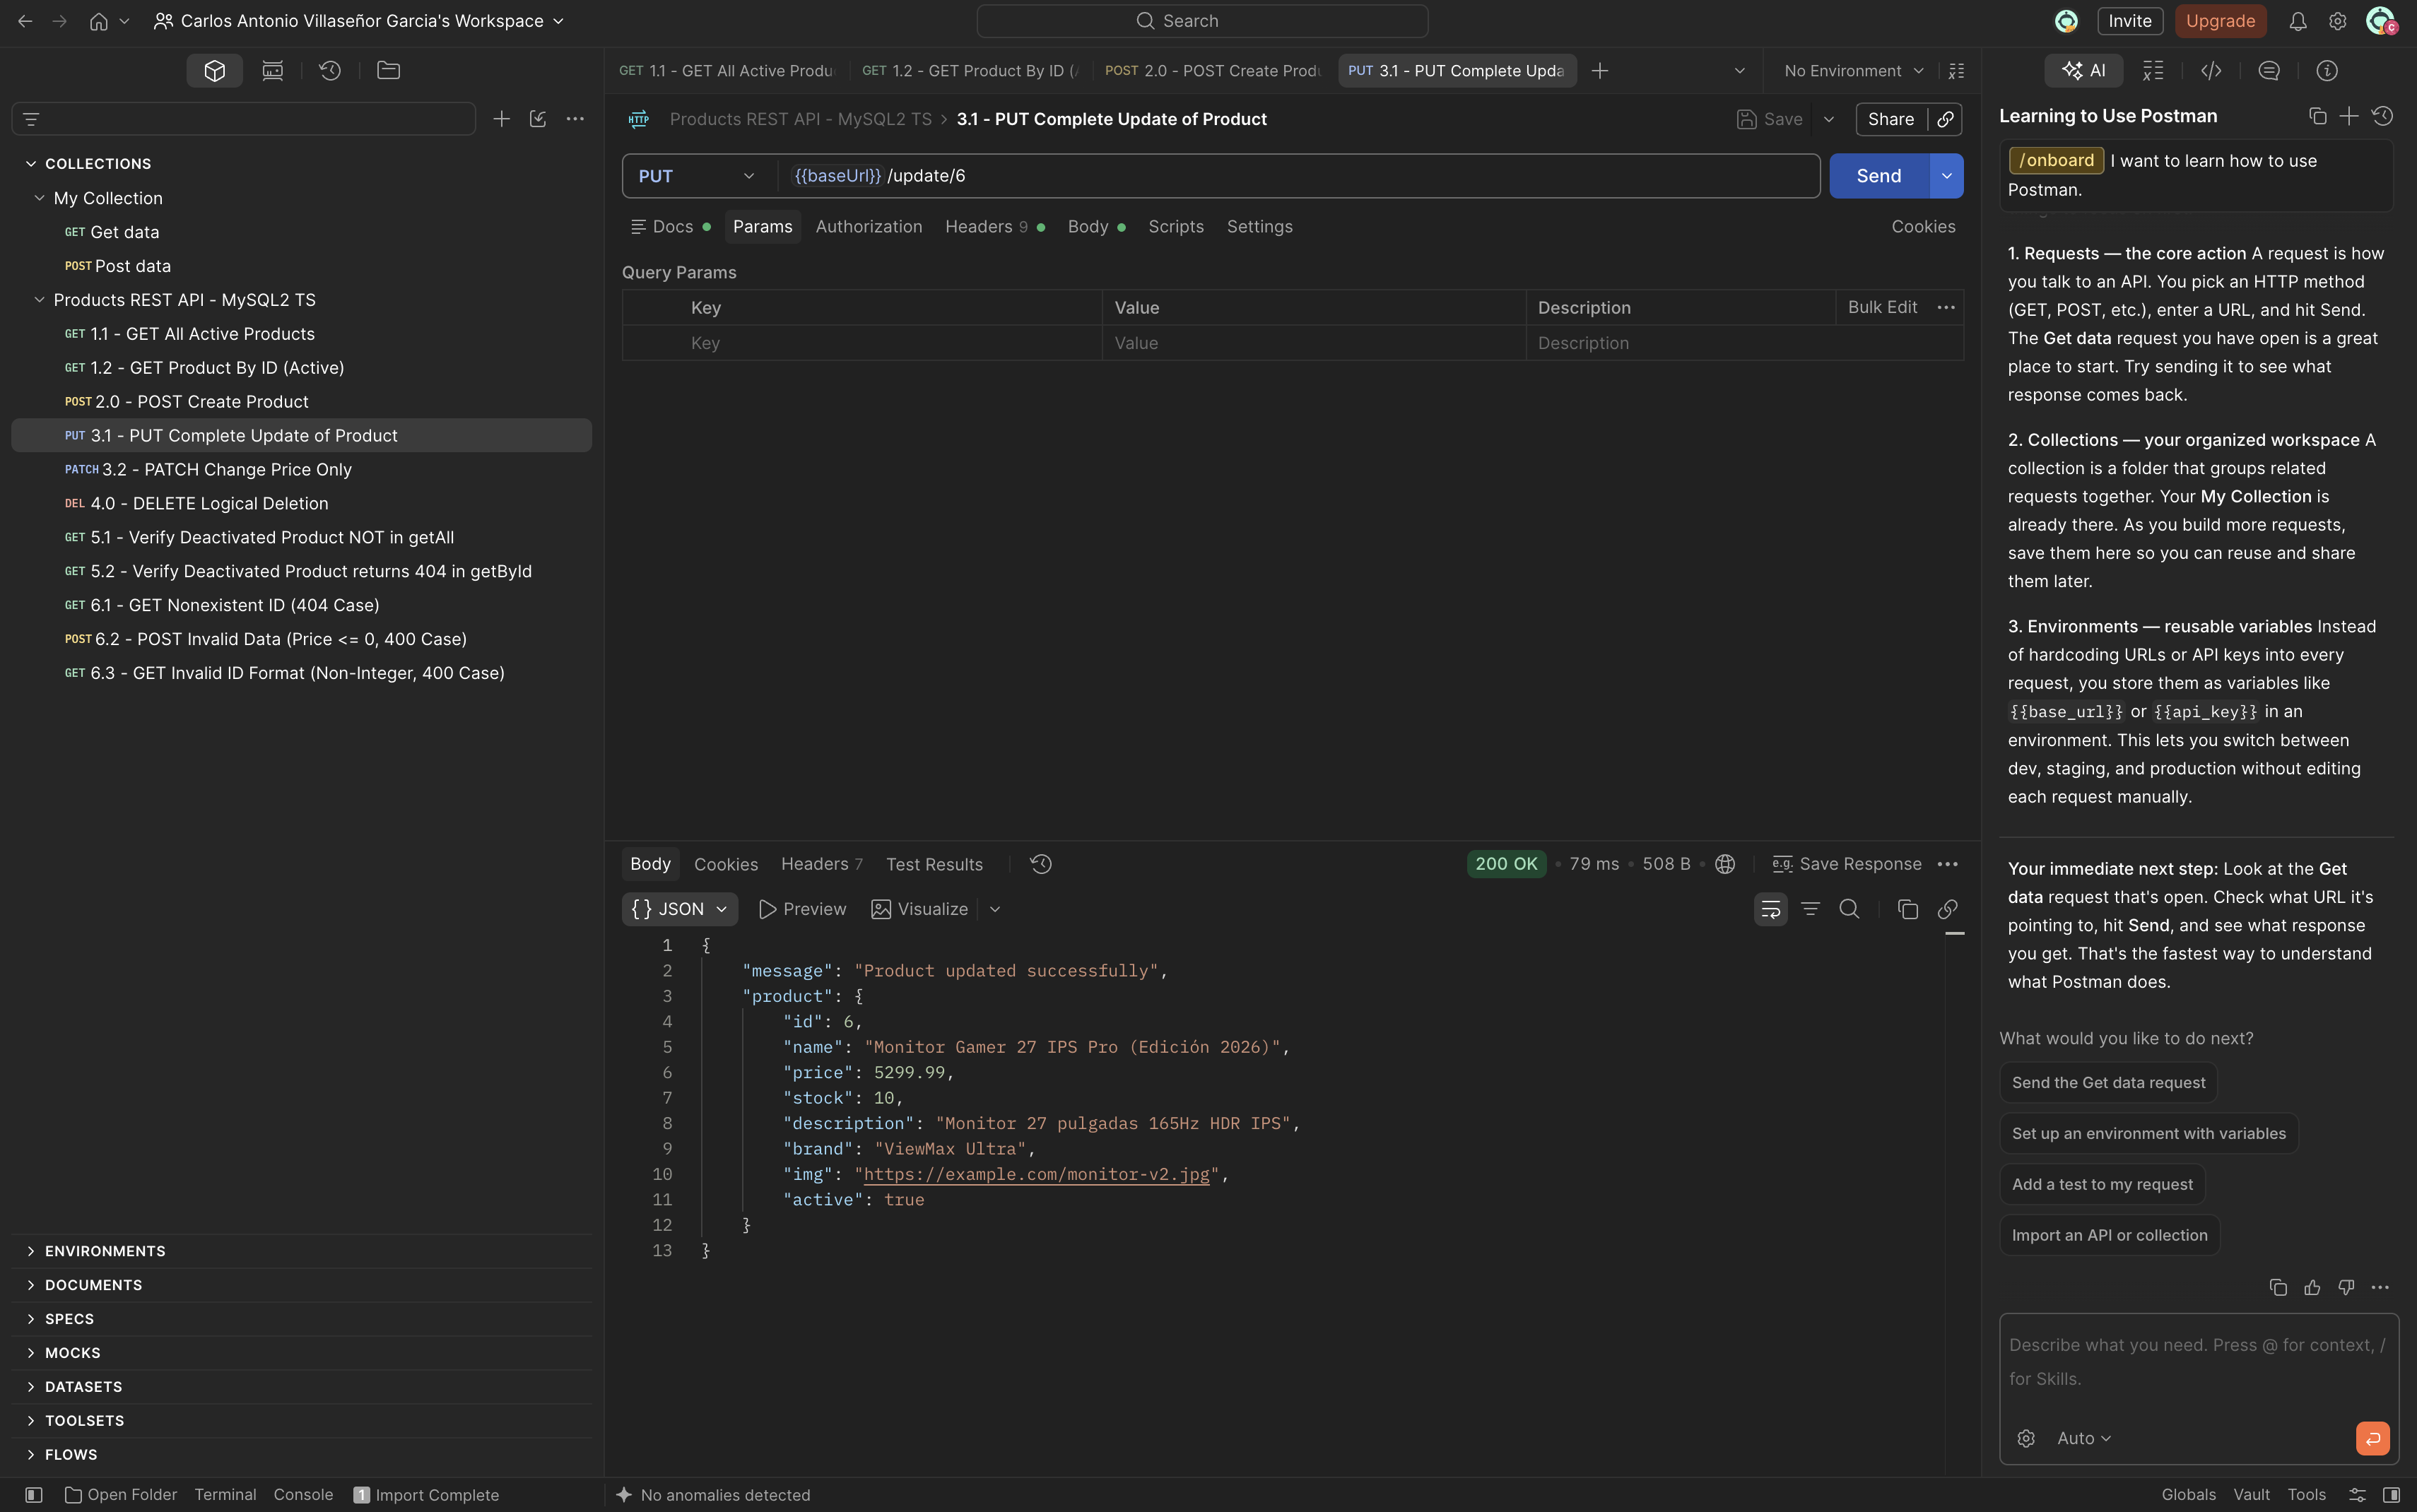 Carlos Antonio Villaseñor Garcia's Workspace
Search
Invite
Upgrade
COLLECTIONS
My Collection
GET Get data
POST Post data
Products REST API - MySQL2 TS
GET 1.1 - GET All Active Products
GET 1.2 - GET Product By ID (Active)
POST 2.0 - POST Create Product
PUT 3.1 - PUT Complete Update of Product
PATCH 3.2 - PATCH Change Price Only
DEL 4.0 - DELETE Logical Deletion
GET 5.1 - Verify Deactivated Product NOT in getAll
GET 5.2 - Verify Deactivated Product returns 404 in getById
GET 6.1 - GET Nonexistent ID (404 Case)
POST 6.2 - POST Invalid Data (Price <= 0, 400 Case)
GET 6.3 - GET Invalid ID Format (Non-Integer, 400 Case)
ENVIRONMENTS
DOCUMENTS
SPECS
MOCKS
DATASETS
TOOLSETS
FLOWS
GET 1.1 - GET All Active Produ
GET 1.2 - GET Product By ID (
POST 2.0 - POST Create Produ
PUT 3.1 - PUT Complete Upda
No Environment
HTTP
Products REST API - MySQL2 TS > 3.1 - PUT Complete Update of Product
Save
Share
PUT
{{baseUrl}} /update/6
Send
Docs
Params
Authorization
Headers 9
Body
Scripts
Settings
Cookies
Query Params
Key Value Description Bulk Edit
Key Value Description
Body
Cookies
Headers 7
Test Results
200 OK
79 ms
508 B
e.g. Save Response
{} JSON
Preview
Visualize
1 {
2 "message": "Product updated successfully",
3 "product": {
4 "id": 6,
5 "name": "Monitor Gamer 27 IPS Pro (Edición 2026)",
6 "price": 5299.99,
7 "stock": 10,
8 "description": "Monitor 27 pulgadas 165Hz HDR IPS",
9 "brand": "ViewMax Ultra",
10 "img": "https://example.com/monitor-v2.jpg",
11 "active": true
12 }
13 }
AI
Learning to Use Postman
/onboard I want to learn how to use
Postman.
1. Requests — the core action A request is how
you talk to an API. You pick an HTTP method
(GET, POST, etc.), enter a URL, and hit Send.
The Get data request you have open is a great
place to start. Try sending it to see what
response comes back.
2. Collections — your organized workspace A
collection is a folder that groups related
requests together. Your My Collection is
already there. As you build more requests,
save them here so you can reuse and share
them later.
3. Environments — reusable variables Instead
of hardcoding URLs or API keys into every
request, you store them as variables like
{{base_url}} or {{api_key}} in an
environment. This lets you switch between
dev, staging, and production without editing
each request manually.
Your immediate next step: Look at the Get
data request that's open. Check what URL it's
pointing to, hit Send, and see what response
you get. That's the fastest way to understand
what Postman does.
What would you like to do next?
Send the Get data request
Set up an environment with variables
Add a test to my request
Import an API or collection
Describe what you need. Press @ for context, /
for Skills.
Auto
Open Folder
Terminal
Console
1 Import Complete
No anomalies detected
Globals
Vault
Tools